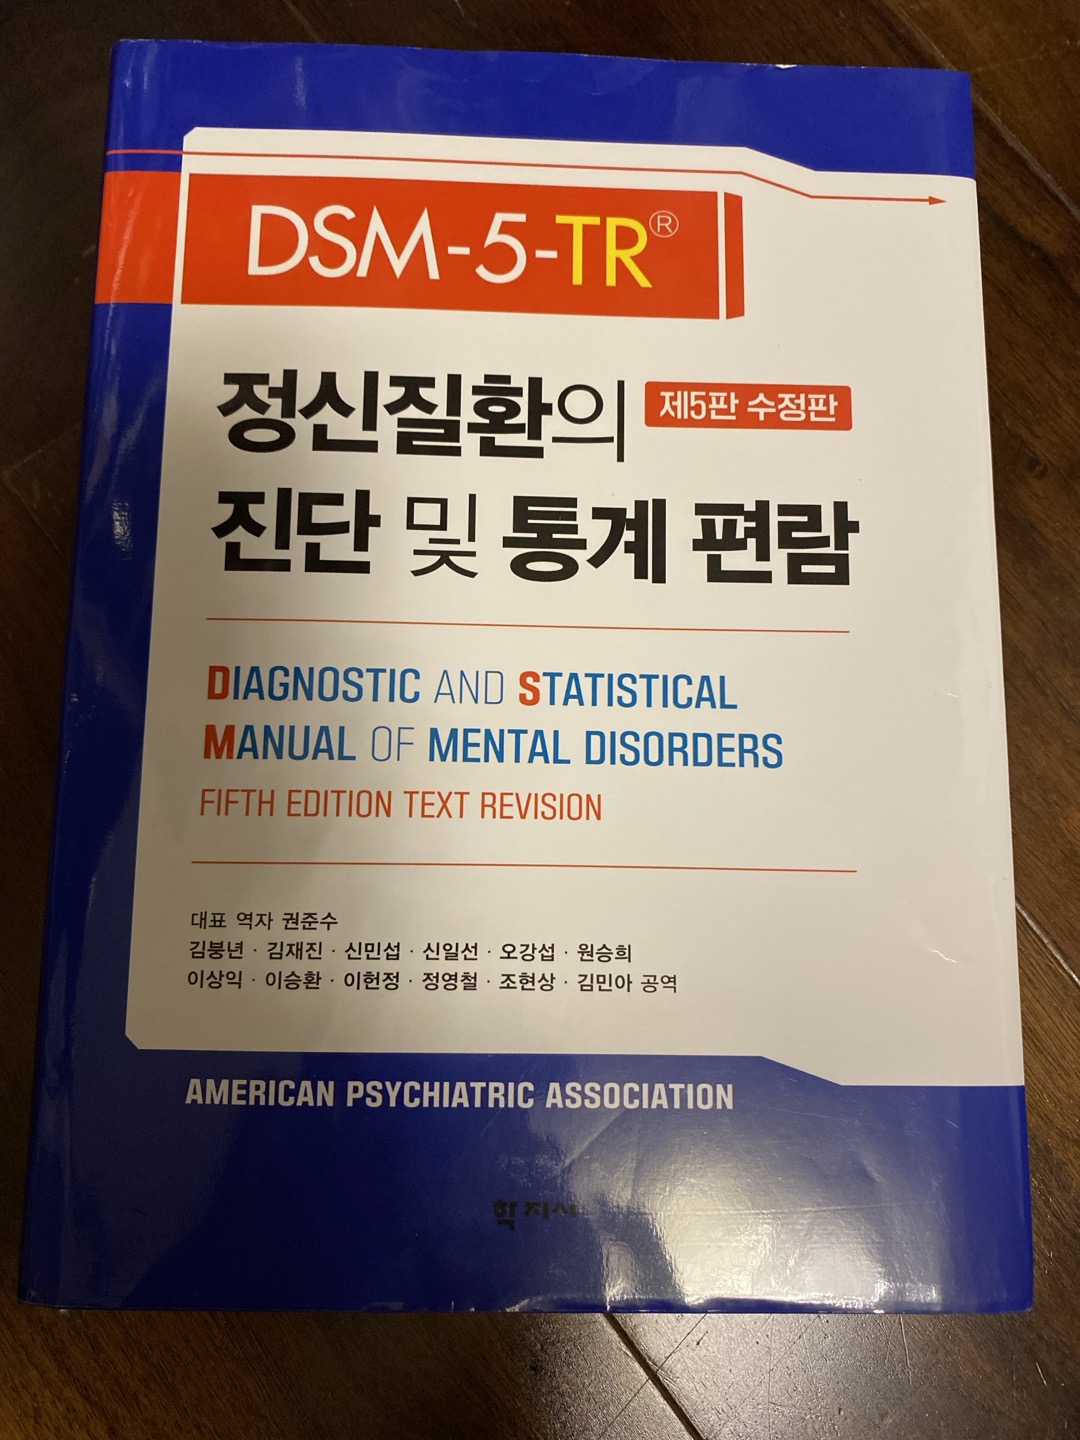 DSM-5-TR®
정신질환의 제5판 수정판
진단 및 통계 편람
DIAGNOSTIC AND STATISTICAL
MANUAL OF MENTAL DISORDERS
FIFTH EDITION TEXT REVISION
대표 역자 권준수
김붕년 · 김재진 · 신민섭 · 신일선 · 오강섭 · 원승희
이상익 · 이승환 · 이헌정 · 정영철 · 조현상 · 김민아 공역
AMERICAN PSYCHIATRIC ASSOCIATION
학지사